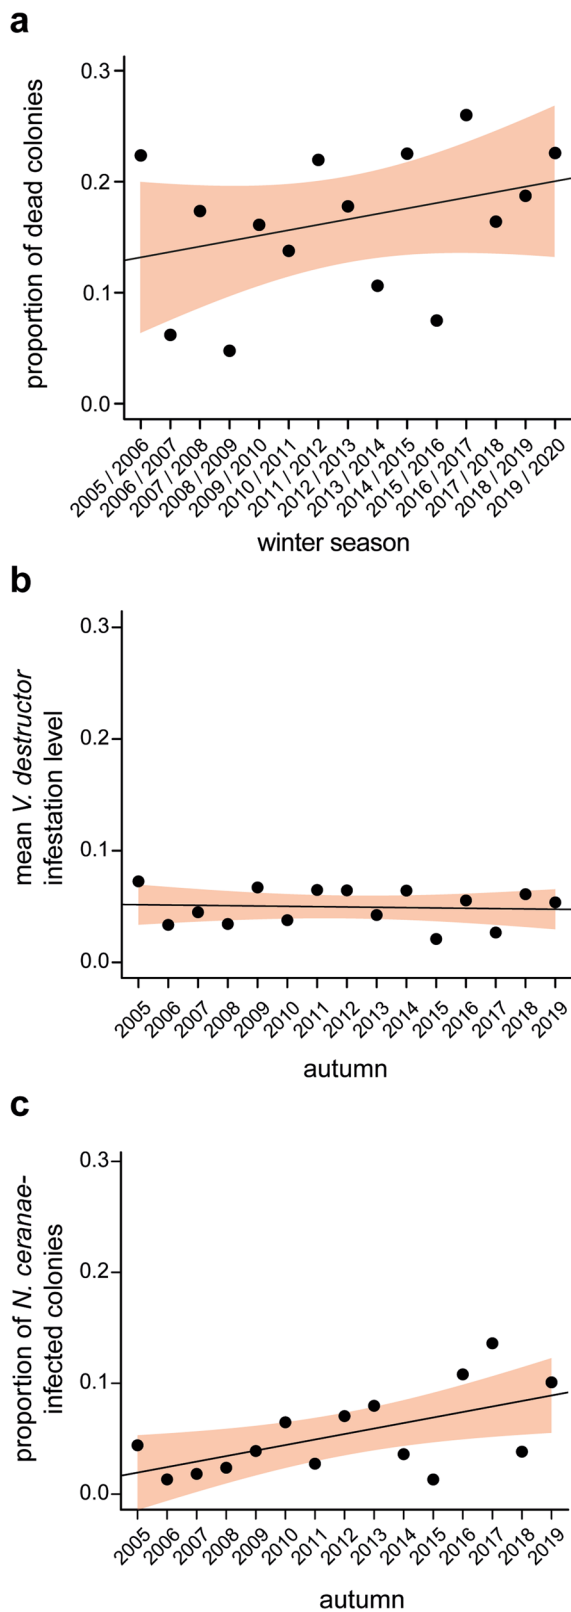 a
proportion of dead colonies
0.3
0.2
0.1
0.0
2005 / 2006
2006 / 2007
2007 / 2008
2008 / 2009
2009 / 2010
2010 / 2011
2011 / 2012
2012 / 2013
2013 / 2014
2014 / 2015
2015 / 2016
2016 / 2017
2017 / 2018
2018 / 2019
2019 / 2020
winter season
b
mean V. destructor
infestation level
0.3
0.2
0.1
0.0
2005
2006
2007
2008
2009
2010
2011
2012
2013
2014
2015
2016
2017
2018
2019
autumn
c
proportion of N. ceranae-
infected colonies
0.3
0.2
0.1
0.0
2005
2006
2007
2008
2009
2010
2011
2012
2013
2014
2015
2016
2017
2018
2019
autumn